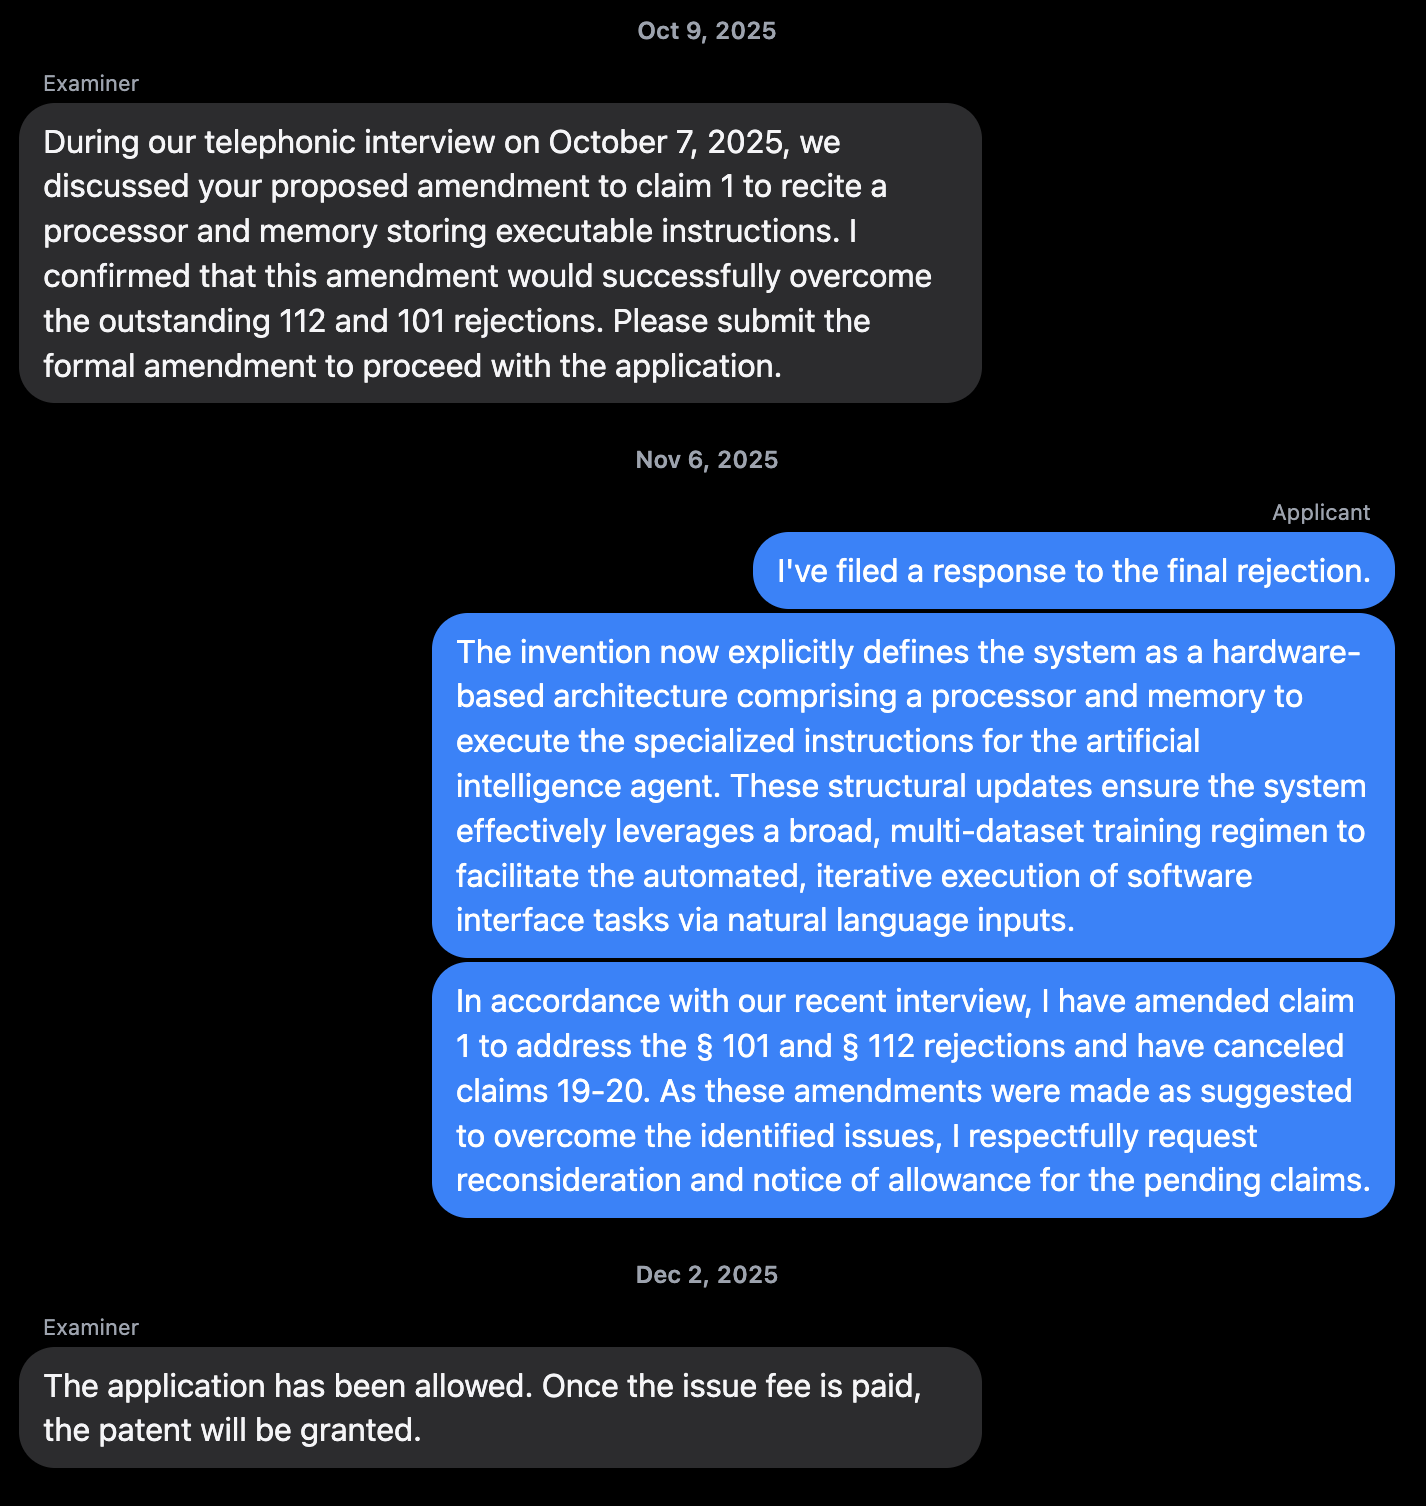 Oct 9, 2025
Examiner
During our telephonic interview on October 7, 2025, we
discussed your proposed amendment to claim 1 to recite a
processor and memory storing executable instructions. I
confirmed that this amendment would successfully overcome
the outstanding 112 and 101 rejections. Please submit the
formal amendment to proceed with the application.
Nov 6, 2025
Applicant
I've filed a response to the final rejection.
The invention now explicitly defines the system as a hardware-
based architecture comprising a processor and memory to
execute the specialized instructions for the artificial
intelligence agent. These structural updates ensure the system
effectively leverages a broad, multi-dataset training regimen to
facilitate the automated, iterative execution of software
interface tasks via natural language inputs.
In accordance with our recent interview, I have amended claim
1 to address the § 101 and § 112 rejections and have canceled
claims 19-20. As these amendments were made as suggested
to overcome the identified issues, I respectfully request
reconsideration and notice of allowance for the pending claims.
Dec 2, 2025
Examiner
The application has been allowed. Once the issue fee is paid,
the patent will be granted.